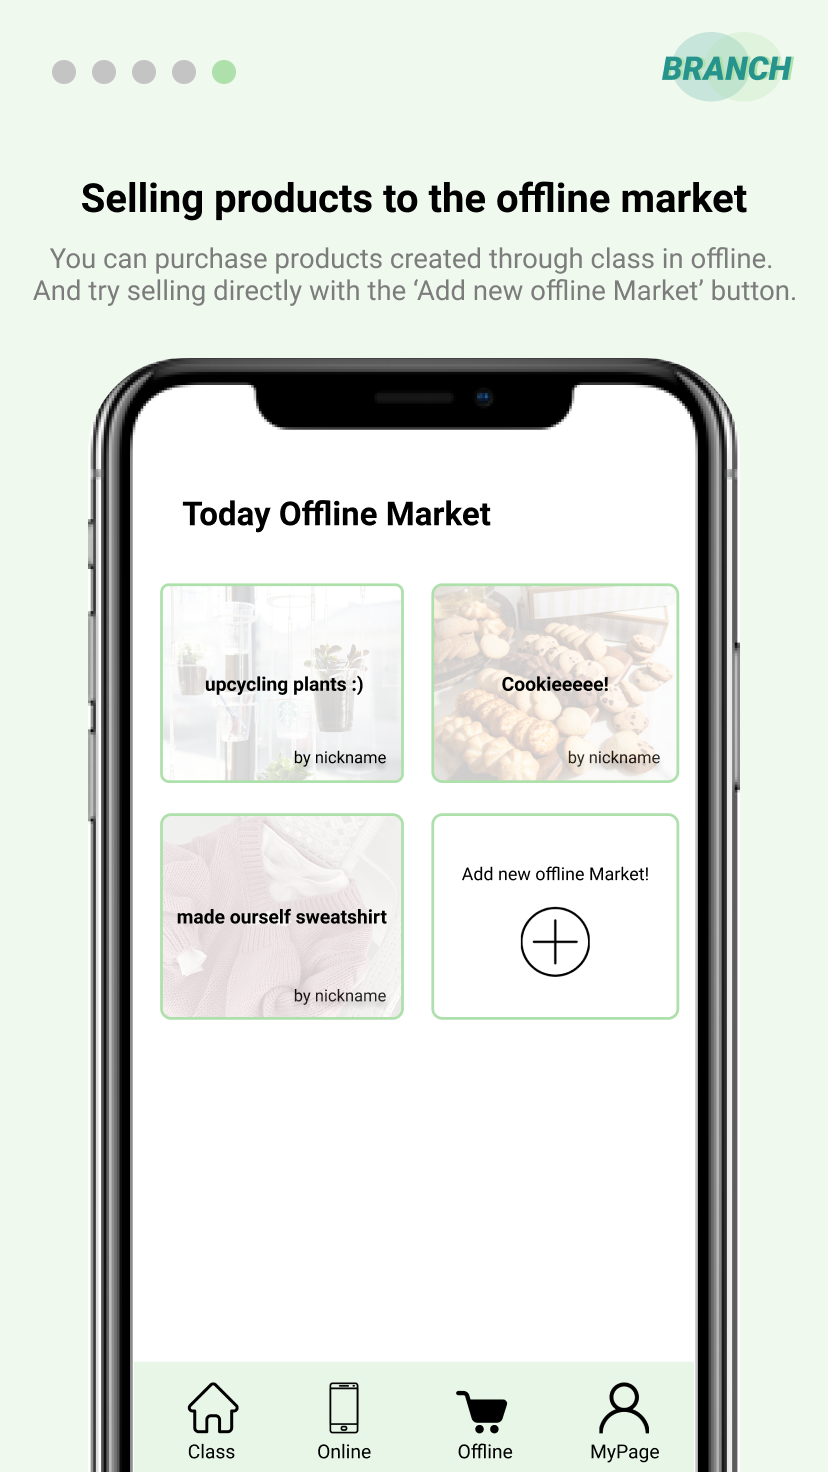 BRANCH
Selling products to the offline market
You can purchase products created through class in offline.
And try selling directly with the ‘Add new offline Market’ button.
Today Offline Market
upcycling plants :)
by nickname
Cookieeeee!
by nickname
made ourself sweatshirt
by nickname
Add new offline Market!
Class
Online
Offline
MyPage